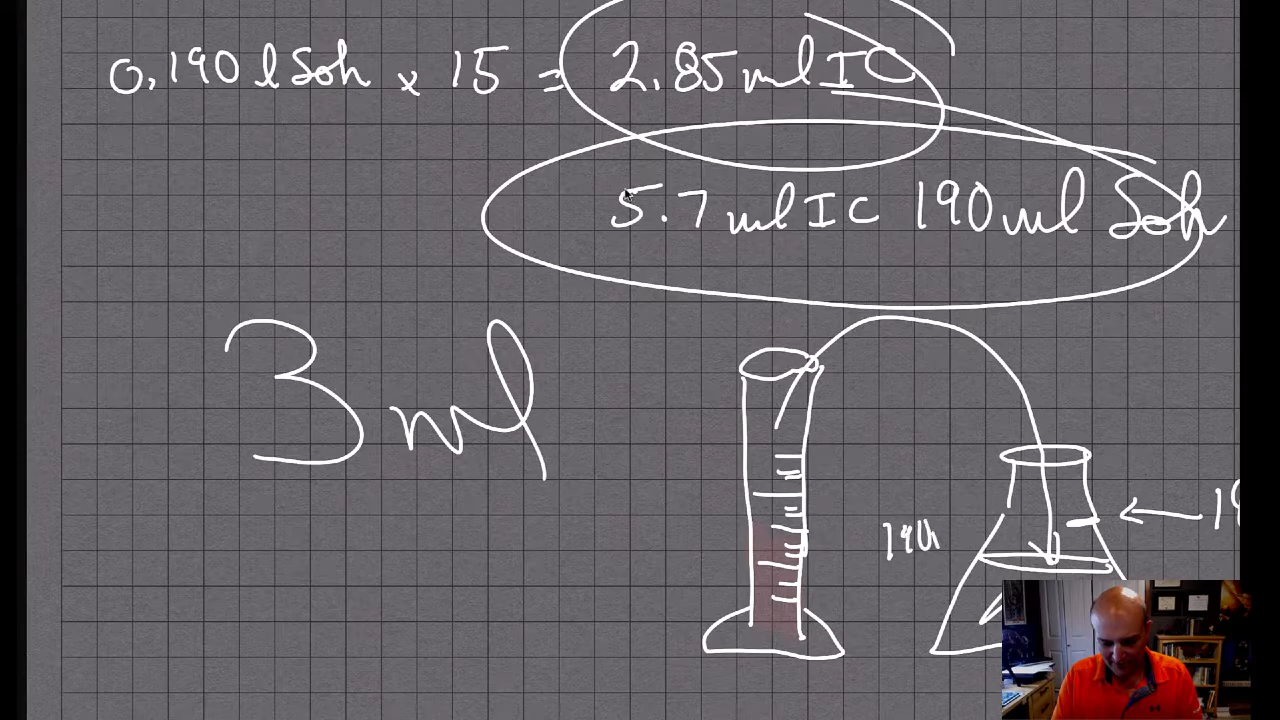 0,190 l Soln x 15 = 2.85 ml IC
5.7 ml IC 190 ml Soln
3 ml